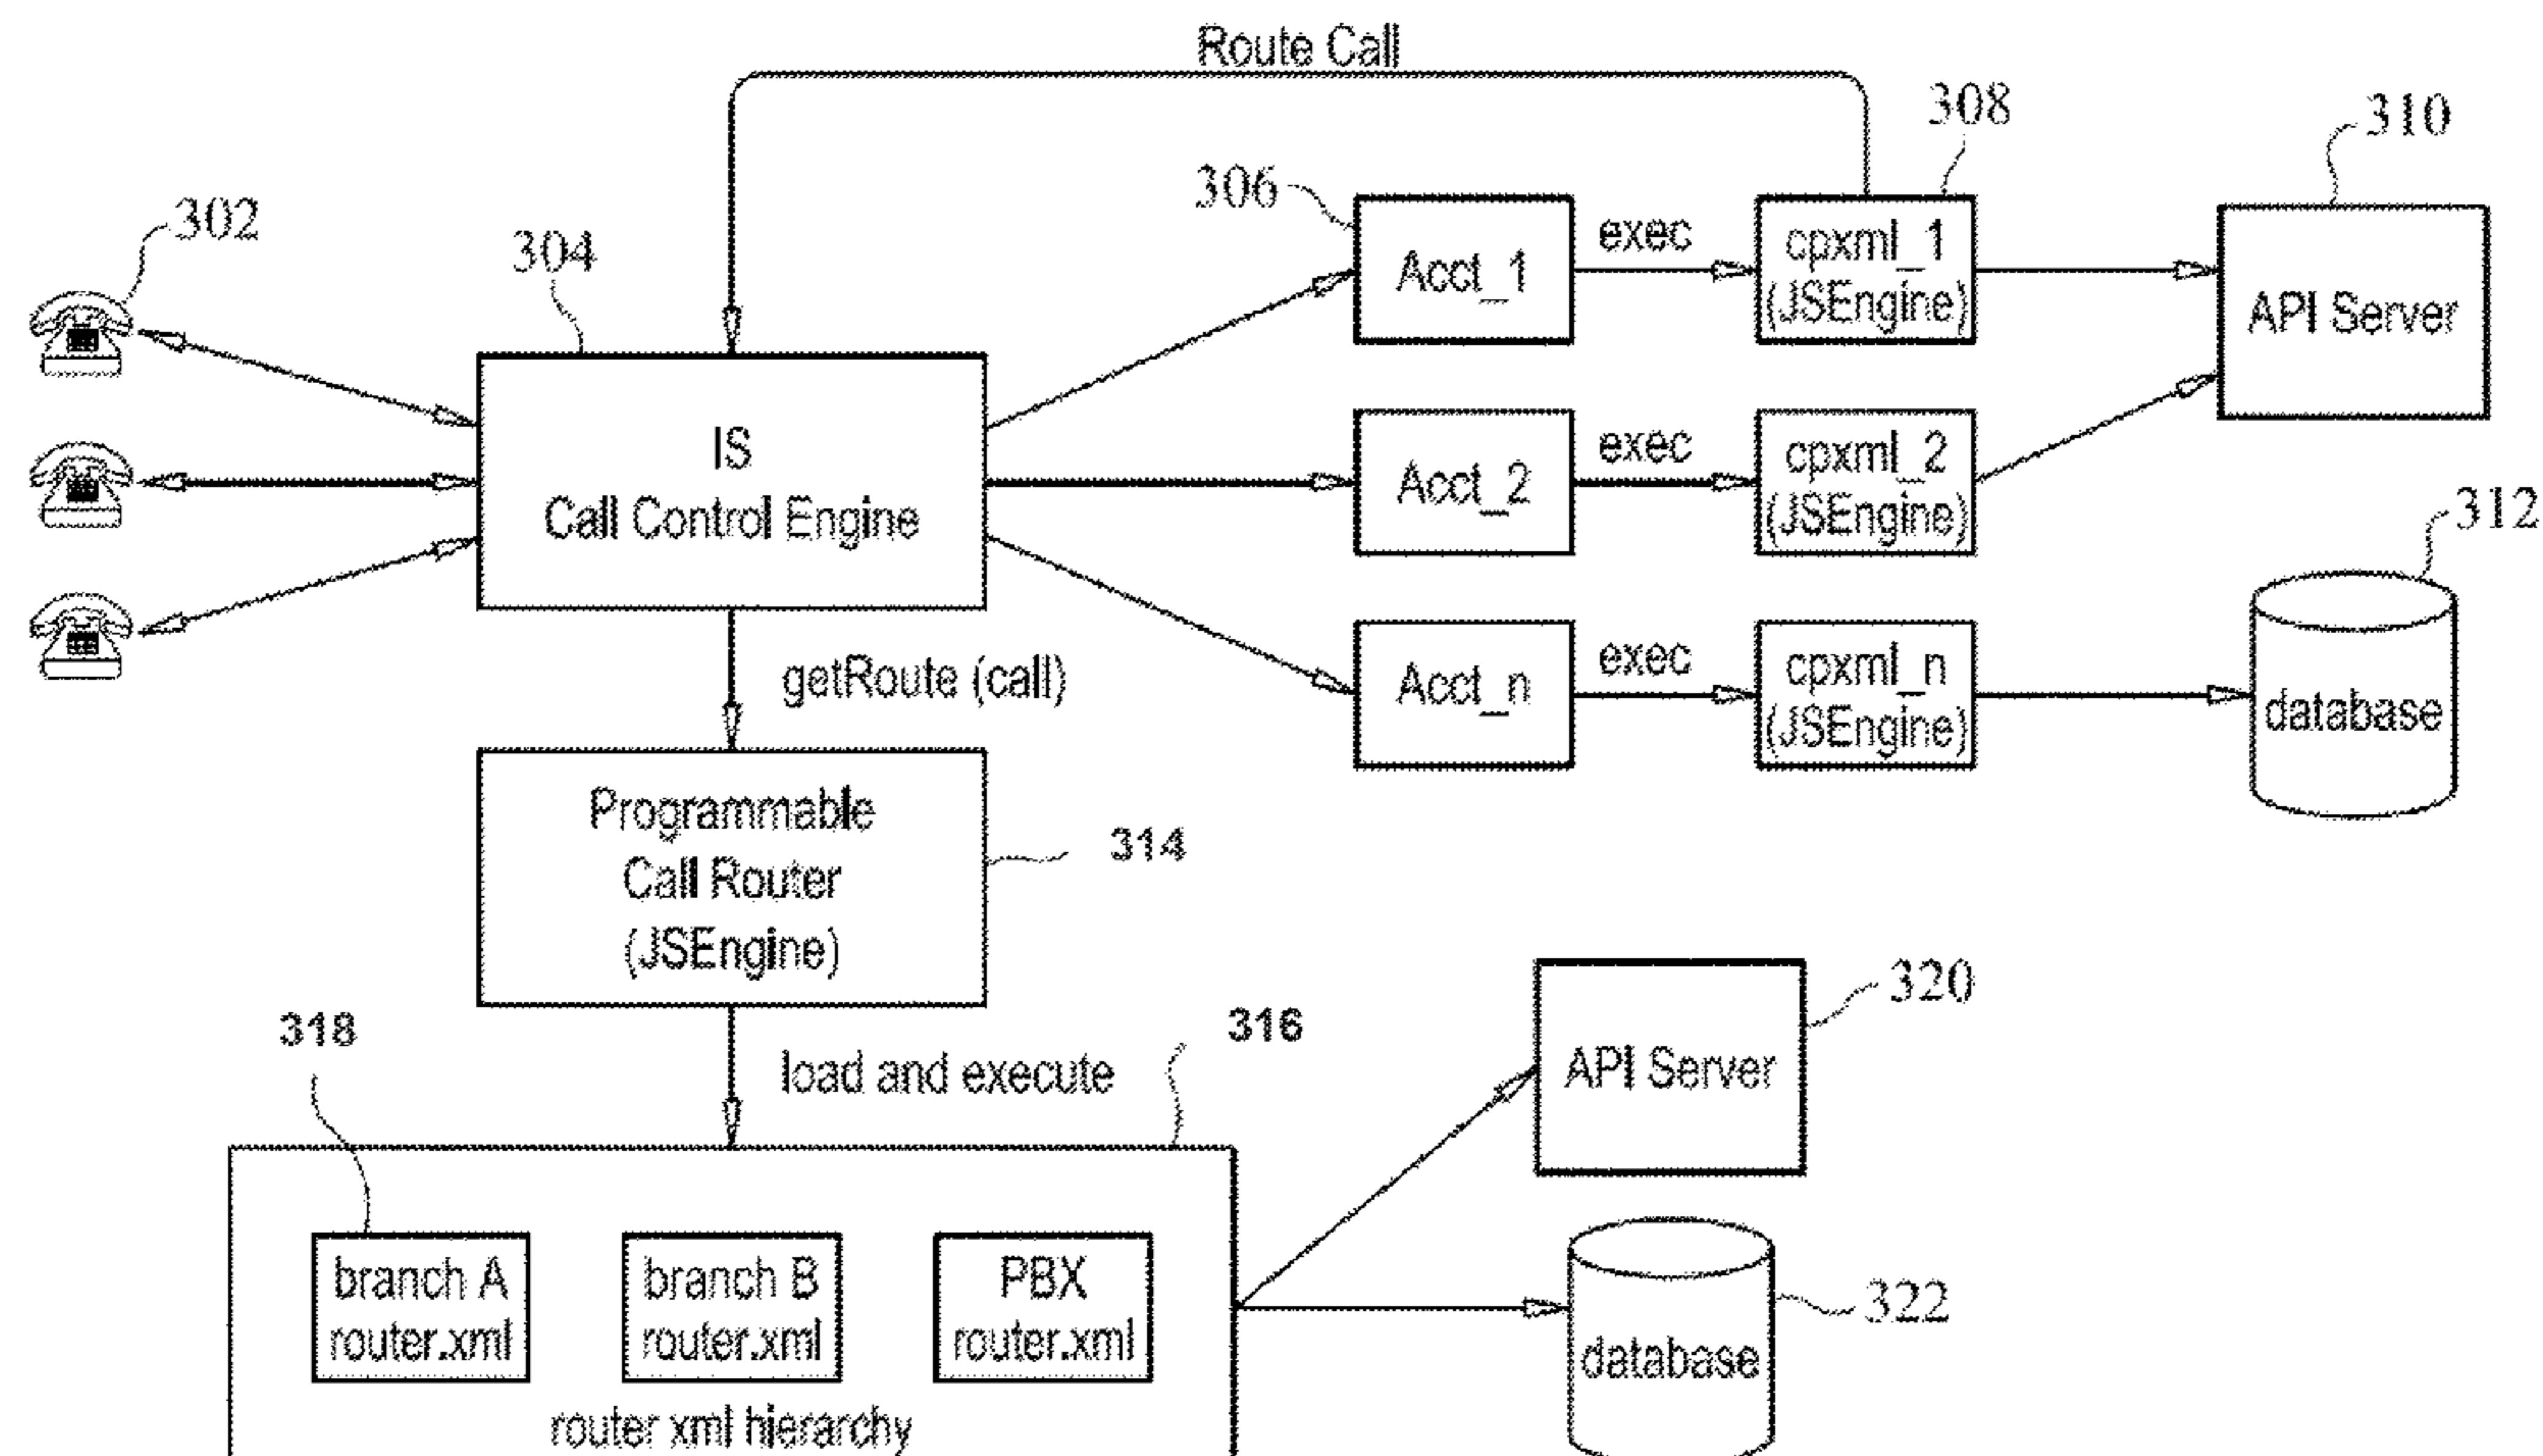 Route Call
308
310
306
302
304
Acct_1
exec
cpxml_1
(JSEngine)
API Server
IS
Call Control Engine
Acct_2
exec
cpxml_2
(JSEngine)
312
Acct_n
exec
cpxml_n
(JSEngine)
database
getRoute (call)
Programmable
Call Router
(JSEngine)
314
320
318
316
load and execute
API Server
branch A
router.xml
branch B
router.xml
PBX
router.xml
322
database
router xml hierarchy